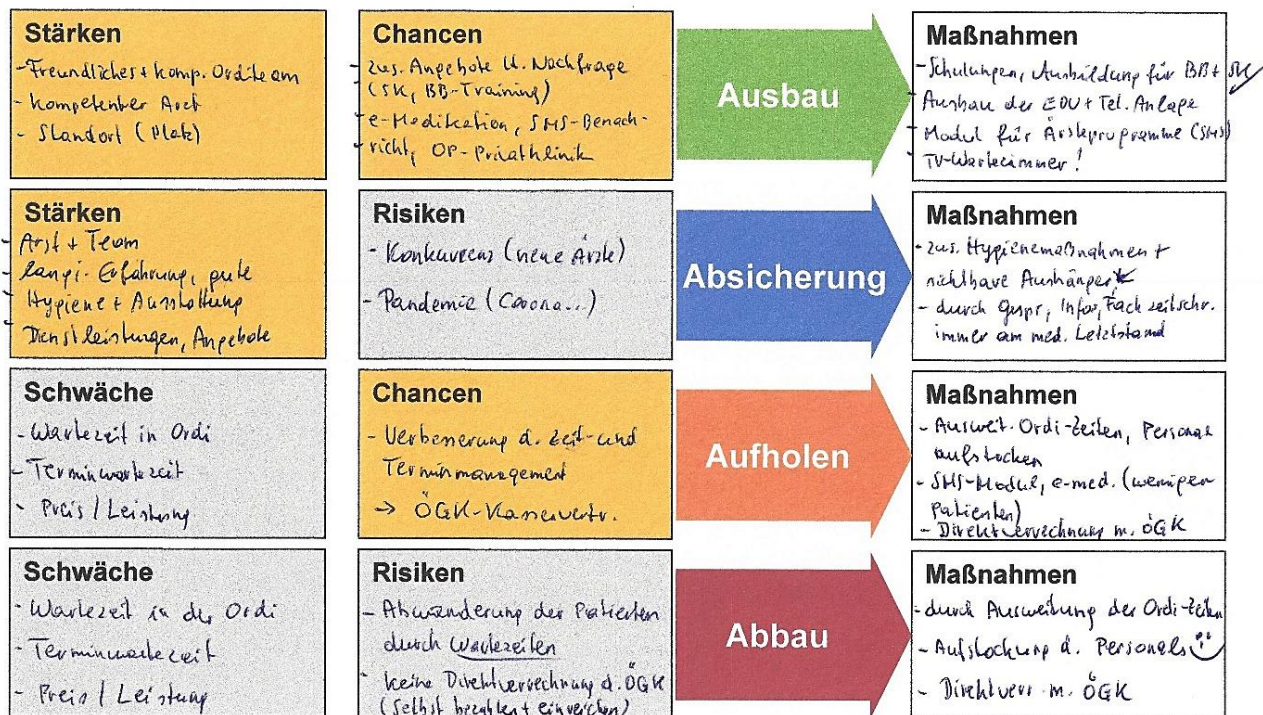 Stärken
- Freundliches + komp. Orditeam
- kompetenter Arzt
- Standort (Platz)
Chancen
- zus. Angebote u. Nachfrage
(SK, BB-Training)
- e-Medikation, SMS-Benach-
- richt, OP-Privatklinik
Ausbau
Maßnahmen
- Schulungen, Ausbildung für BB + SK
Ausbau der EDV + Tel. Anlage
- Modul für Ärzteprogramme (SMS)
- TV-Wartezimmer!
Stärken
- Arzt + Team
- langj. Erfahrung, gute
- Hygiene + Ausstattung
- Dienstleistungen, Angebote
Risiken
- Konkurrenz (neue Ärzte)
- Pandemie (Corona...)
Absicherung
Maßnahmen
- zus. Hygienemaßnahmen +
sichtbare Aushänge
- durch Infor, Fachzeitschr.
immer am med. Letztstand
Schwäche
- Wartezeit in Ordi
- Terminwartezeit
- Preis / Leistung
Chancen
- Verbesserung d. Zeit- und
Terminmanagement
→ ÖGK-Kassenvertr.
Aufholen
Maßnahmen
- Ausweit. Ordi-Zeiten, Personal
aufstocken
- SMS-Modul, e-med. (weniger
Patienten)
- Direktverrechnung m. ÖGK
Schwäche
- Wartezeit in der Ordi
- Terminwartezeit
- Preis / Leistung
Risiken
- Abwanderung der Patienten
durch Wartezeiten
- keine Direktverrechnung d. ÖGK
(selbst bezahlen + einreichen)
Abbau
Maßnahmen
- durch Ausweitung der Ordi-Zeiten
- Aufstockung d. Personals
- Direktverr. m. ÖGK